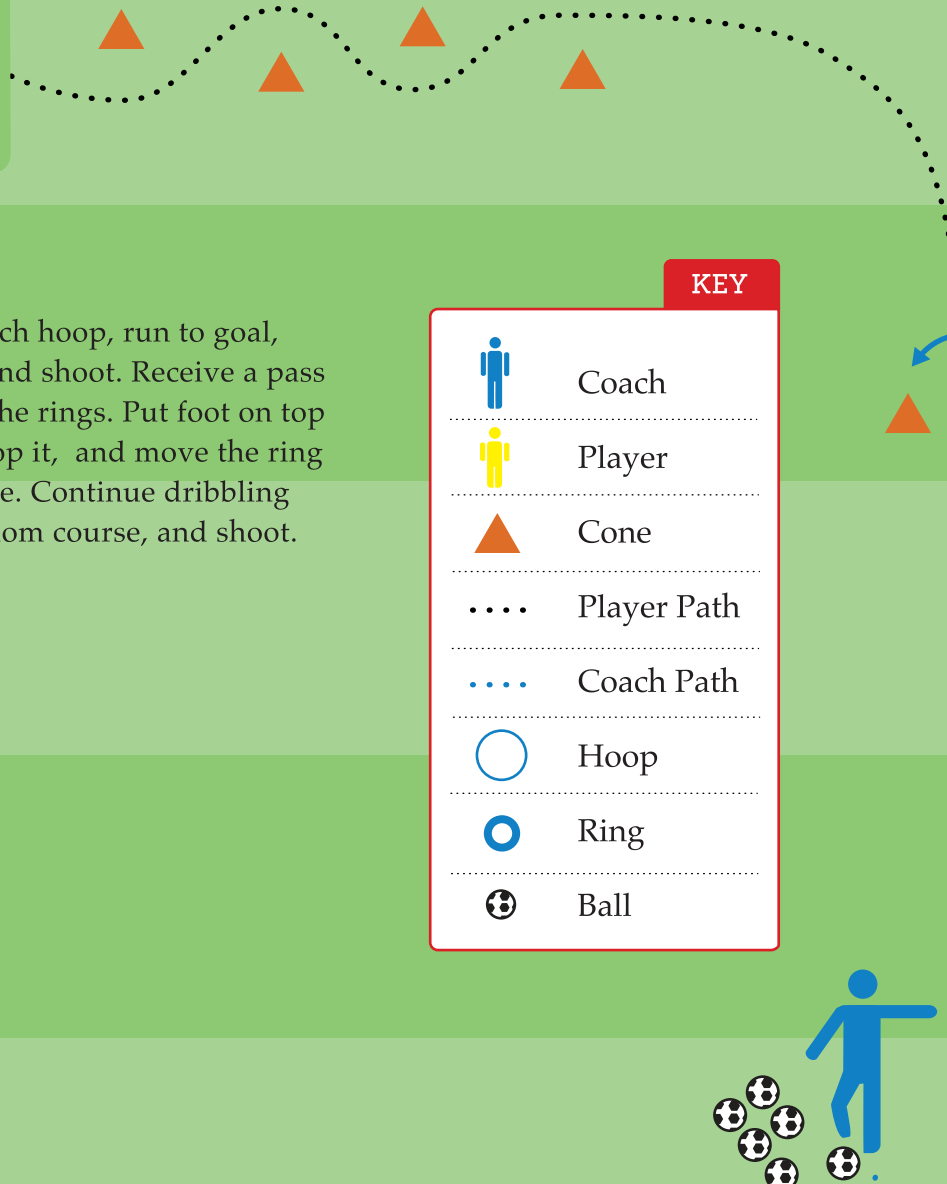 KEY
ch hoop, run to goal,
nd shoot. Receive a pass
he rings. Put foot on top
op it, and move the ring
e. Continue dribbling
om course, and shoot.
Coach
Player
Cone
Player Path
Coach Path
Hoop
Ring
Ball